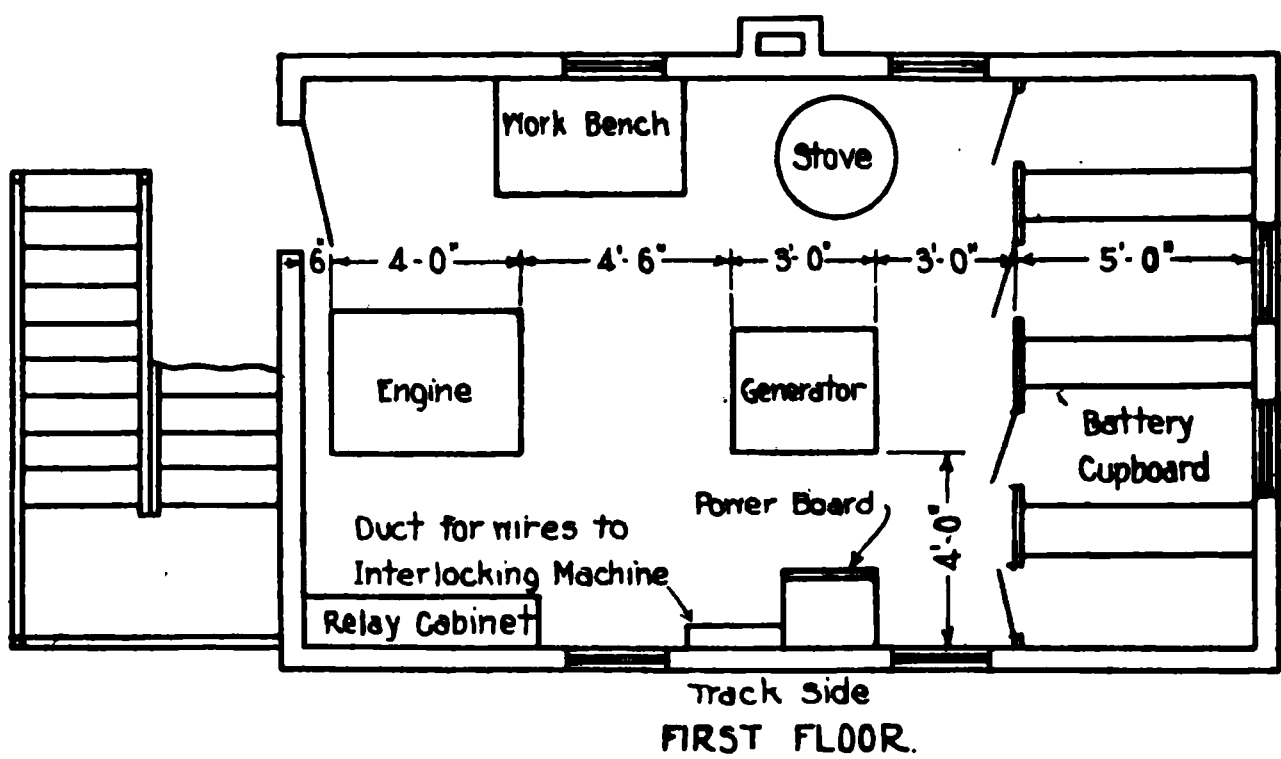 Work Bench
Stove
6" 4-0" 4'-6" 3'-0" 3'-0" 5'-0"
Engine
Generator
Battery
Cupboard
Power Board
4'-0"
Duct for wires to
Interlocking Machine
Relay Cabinet
Track Side
FIRST FLOOR.